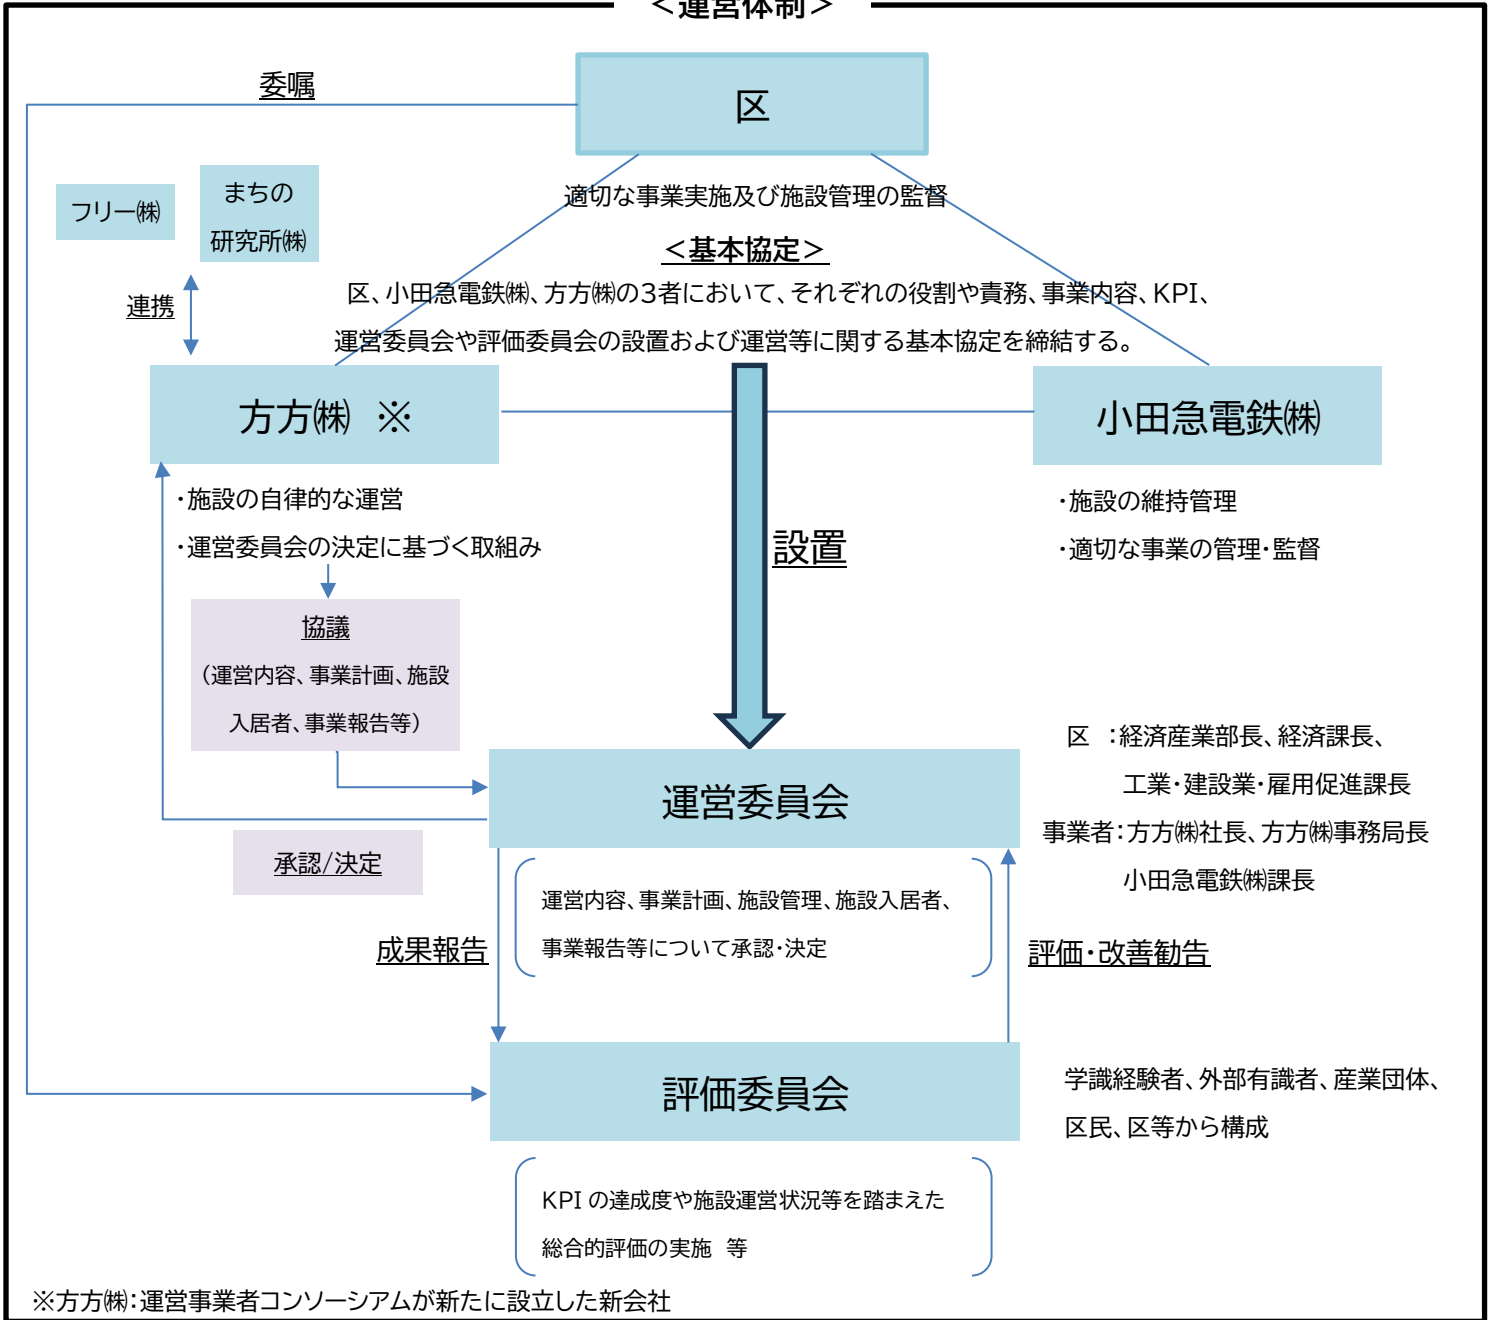 ＜運営体制＞
委嘱
区
適切な事業実施及び施設管理の監督
フリー㈱
まちの
研究所㈱
連携
＜基本協定＞
区、小田急電鉄㈱、方方㈱の３者において、それぞれの役割や責務、事業内容、KPI、
運営委員会や評価委員会の設置および運営等に関する基本協定を締結する。
方方㈱　※
小田急電鉄㈱
・施設の自律的な運営
・運営委員会の決定に基づく取組み
・施設の維持管理
・適切な事業の管理・監督
設置
協議
（運営内容、事業計画、施設
入居者、事業報告等）
運営委員会
区　：経済産業部長、経済課長、
工業・建設業・雇用促進課長
事業者：方方㈱社長、方方㈱事務局長
小田急電鉄㈱課長
承認/決定
運営内容、事業計画、施設管理、施設入居者、
事業報告等について承認・決定
成果報告
評価・改善勧告
評価委員会
学識経験者、外部有識者、産業団体、
区民、区等から構成
KPI の達成度や施設運営状況等を踏まえた
総合的評価の実施　等
※方方㈱：運営事業者コンソーシアムが新たに設立した新会社